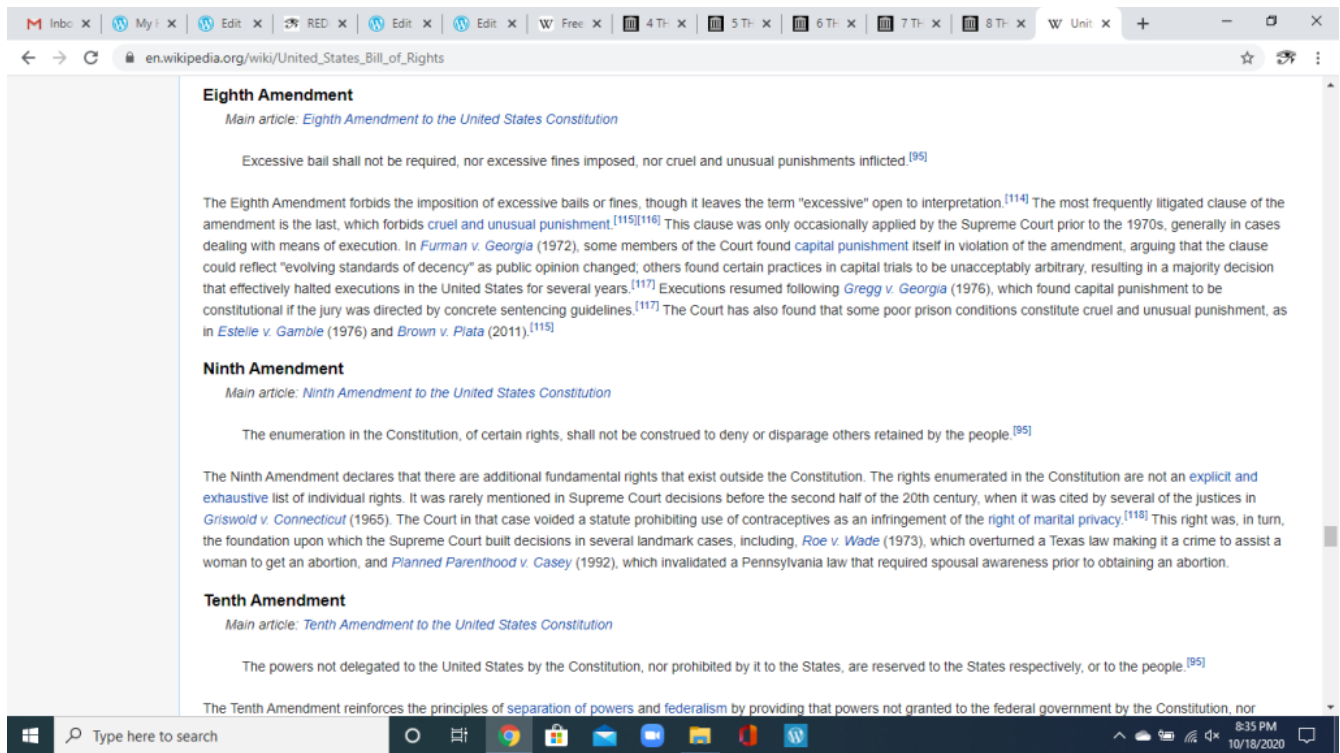 Inbo
My H
Edit
RED
Edit
Edit
Free
4 TH
5 TH
6 TH
7 TH
8 TH
Unit
en.wikipedia.org/wiki/United_States_Bill_of_Rights
Eighth Amendment
Main article: Eighth Amendment to the United States Constitution
Excessive bail shall not be required, nor excessive fines imposed, nor cruel and unusual punishments inflicted.[95]
The Eighth Amendment forbids the imposition of excessive bails or fines, though it leaves the term "excessive" open to interpretation.[114] The most frequently litigated clause of the
amendment is the last, which forbids cruel and unusual punishment.[115][116] This clause was only occasionally applied by the Supreme Court prior to the 1970s, generally in cases
dealing with means of execution. In Furman v. Georgia (1972), some members of the Court found capital punishment itself in violation of the amendment, arguing that the clause
could reflect "evolving standards of decency" as public opinion changed; others found certain practices in capital trials to be unacceptably arbitrary, resulting in a majority decision
that effectively halted executions in the United States for several years.[117] Executions resumed following Gregg v. Georgia (1976), which found capital punishment to be
constitutional if the jury was directed by concrete sentencing guidelines.[117] The Court has also found that some poor prison conditions constitute cruel and unusual punishment, as
in Estelle v. Gamble (1976) and Brown v. Plata (2011).[115]
Ninth Amendment
Main article: Ninth Amendment to the United States Constitution
The enumeration in the Constitution, of certain rights, shall not be construed to deny or disparage others retained by the people.[95]
The Ninth Amendment declares that there are additional fundamental rights that exist outside the Constitution. The rights enumerated in the Constitution are not an explicit and
exhaustive list of individual rights. It was rarely mentioned in Supreme Court decisions before the second half of the 20th century, when it was cited by several of the justices in
Griswold v. Connecticut (1965). The Court in that case voided a statute prohibiting use of contraceptives as an infringement of the right of marital privacy.[118] This right was, in turn,
the foundation upon which the Supreme Court built decisions in several landmark cases, including, Roe v. Wade (1973), which overturned a Texas law making it a crime to assist a
woman to get an abortion, and Planned Parenthood v. Casey (1992), which invalidated a Pennsylvania law that required spousal awareness prior to obtaining an abortion.
Tenth Amendment
Main article: Tenth Amendment to the United States Constitution
The powers not delegated to the United States by the Constitution, nor prohibited by it to the States, are reserved to the States respectively, or to the people.[95]
The Tenth Amendment reinforces the principles of separation of powers and federalism by providing that powers not granted to the federal government by the Constitution, nor
Type here to search
8:35 PM
10/18/2020